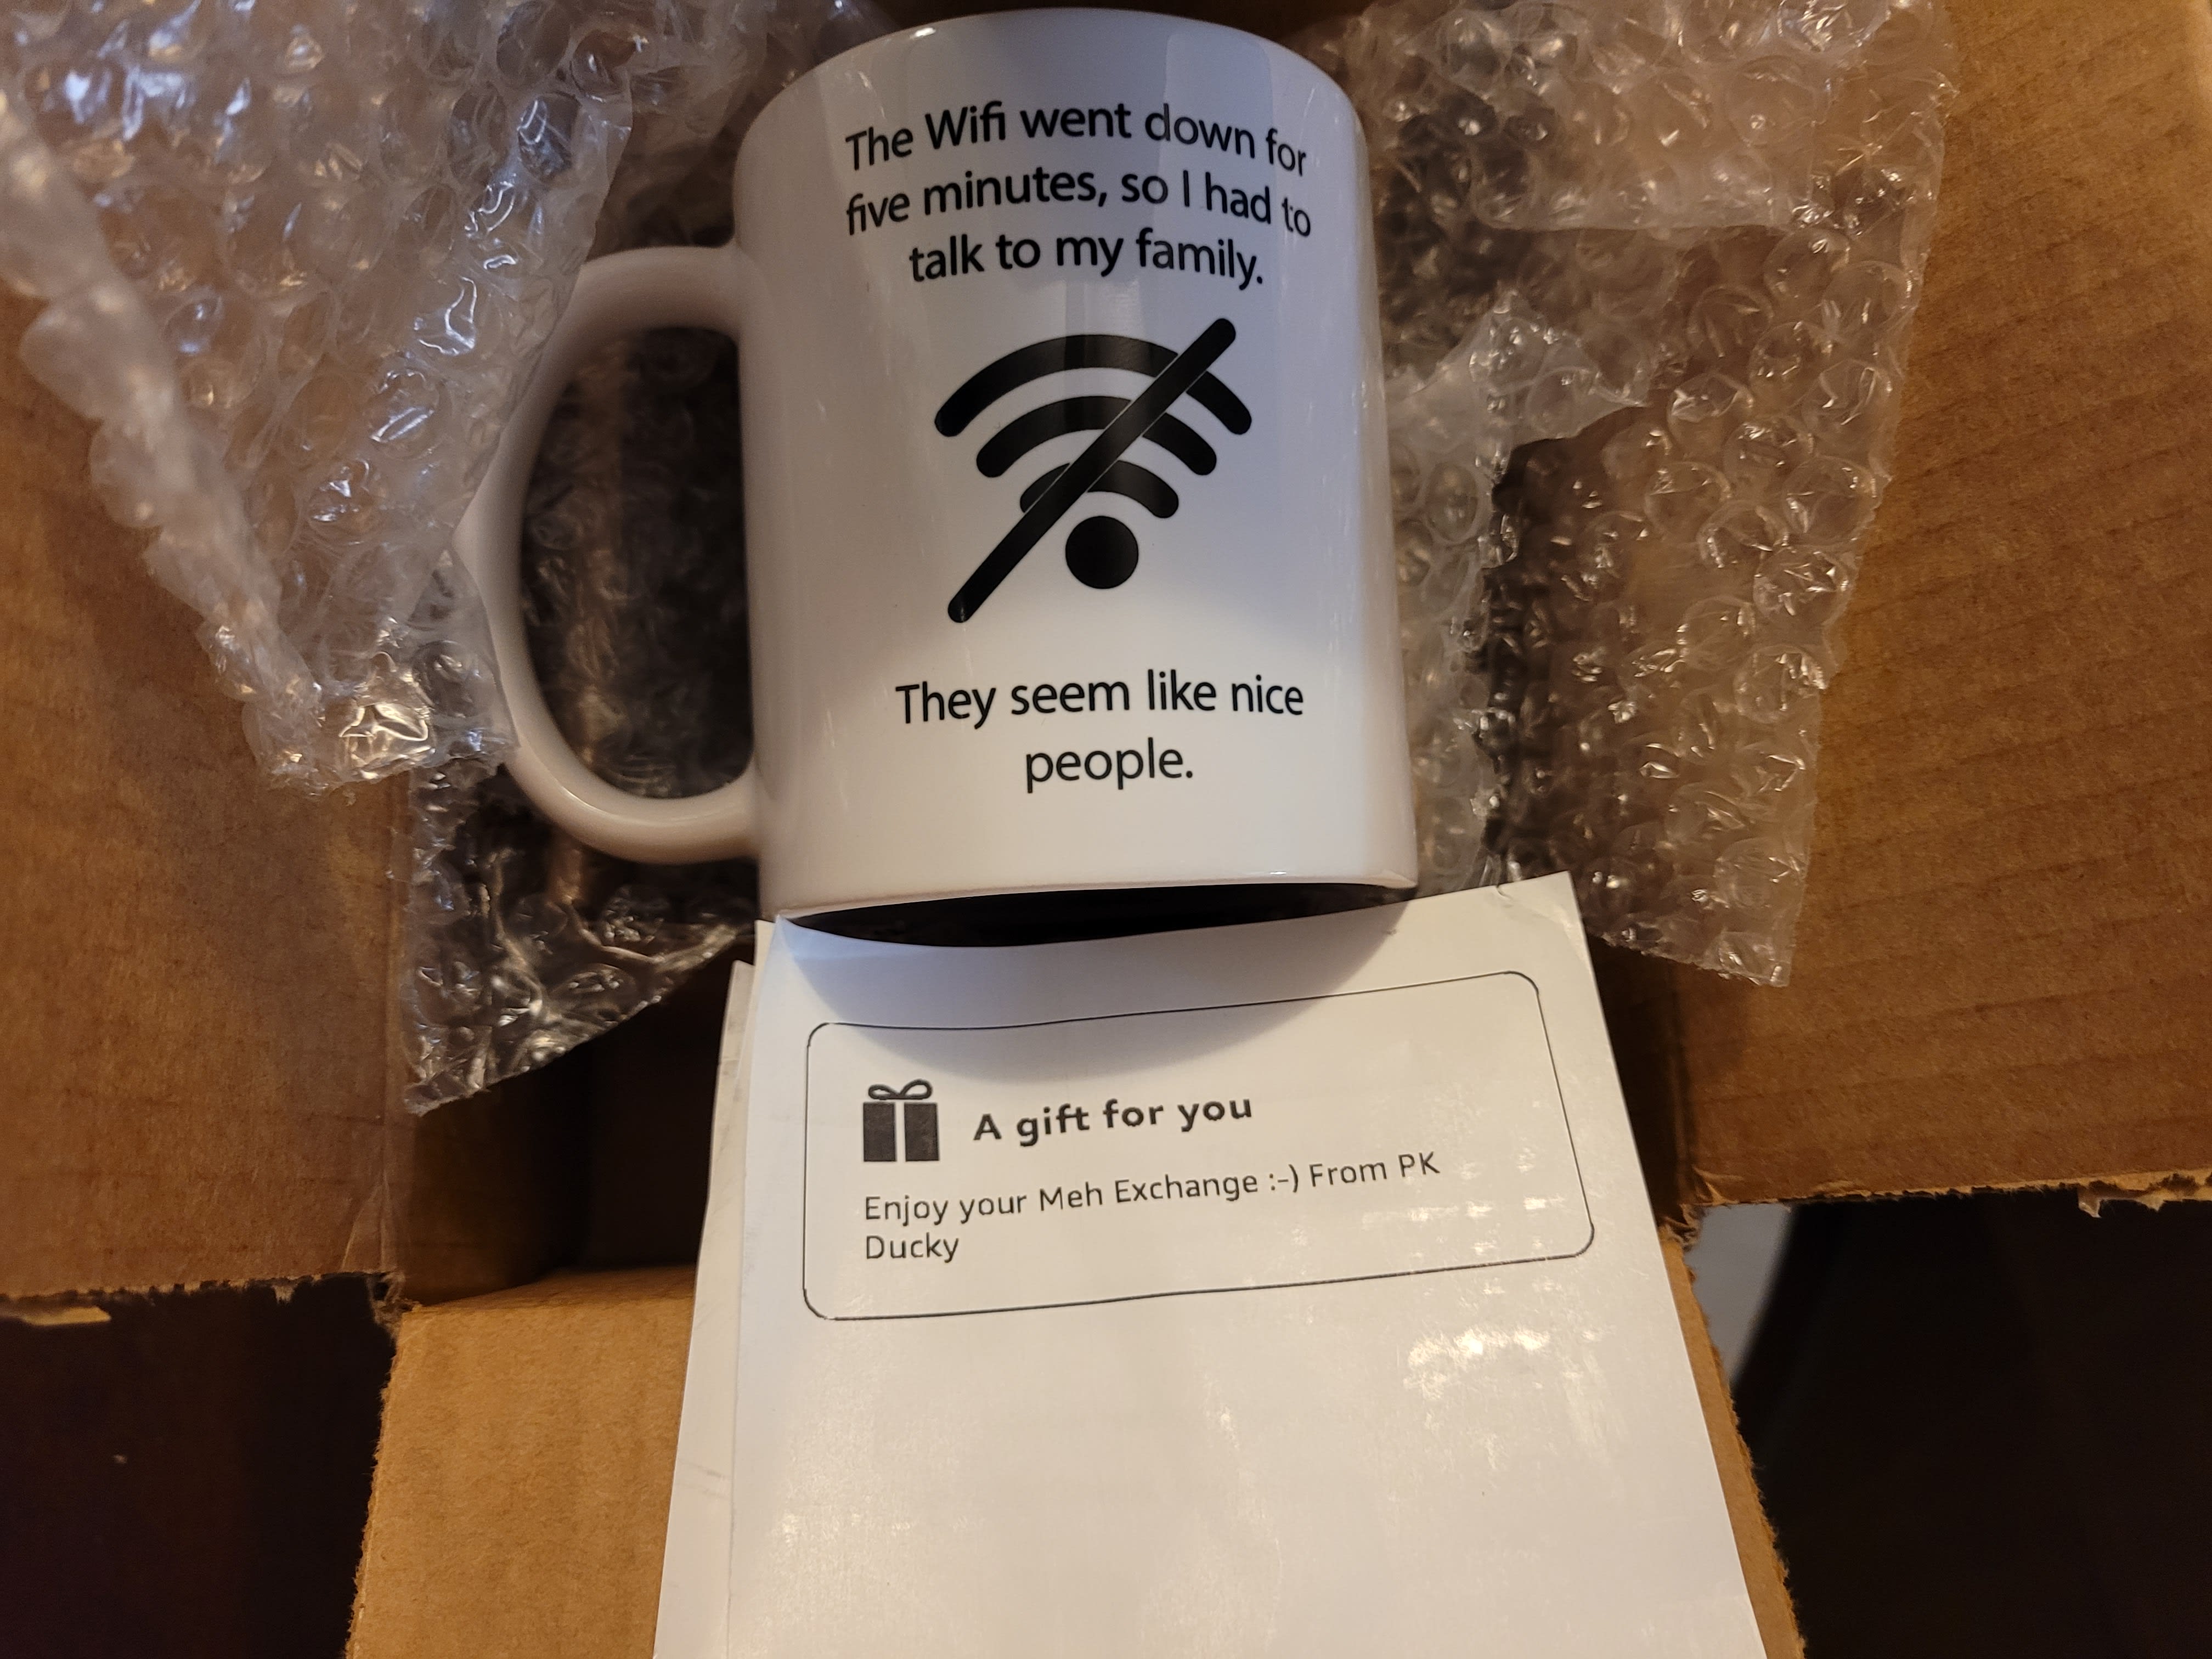 The Wifi went down for
five minutes, so I had to
talk to my family.
They seem like nice
people.
A gift for you
Enjoy your Meh Exchange :-) From PK
Ducky